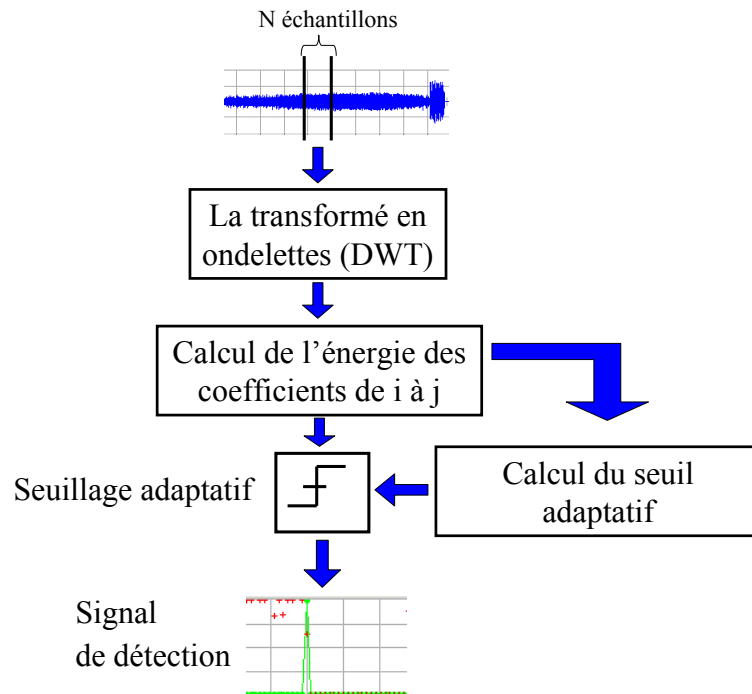 N échantillons
La transformé en
ondelettes (DWT)
Calcul de l’énergie des
coefficients de i à j
Seuillage adaptatif
Calcul du seuil
adaptatif
Signal
de détection